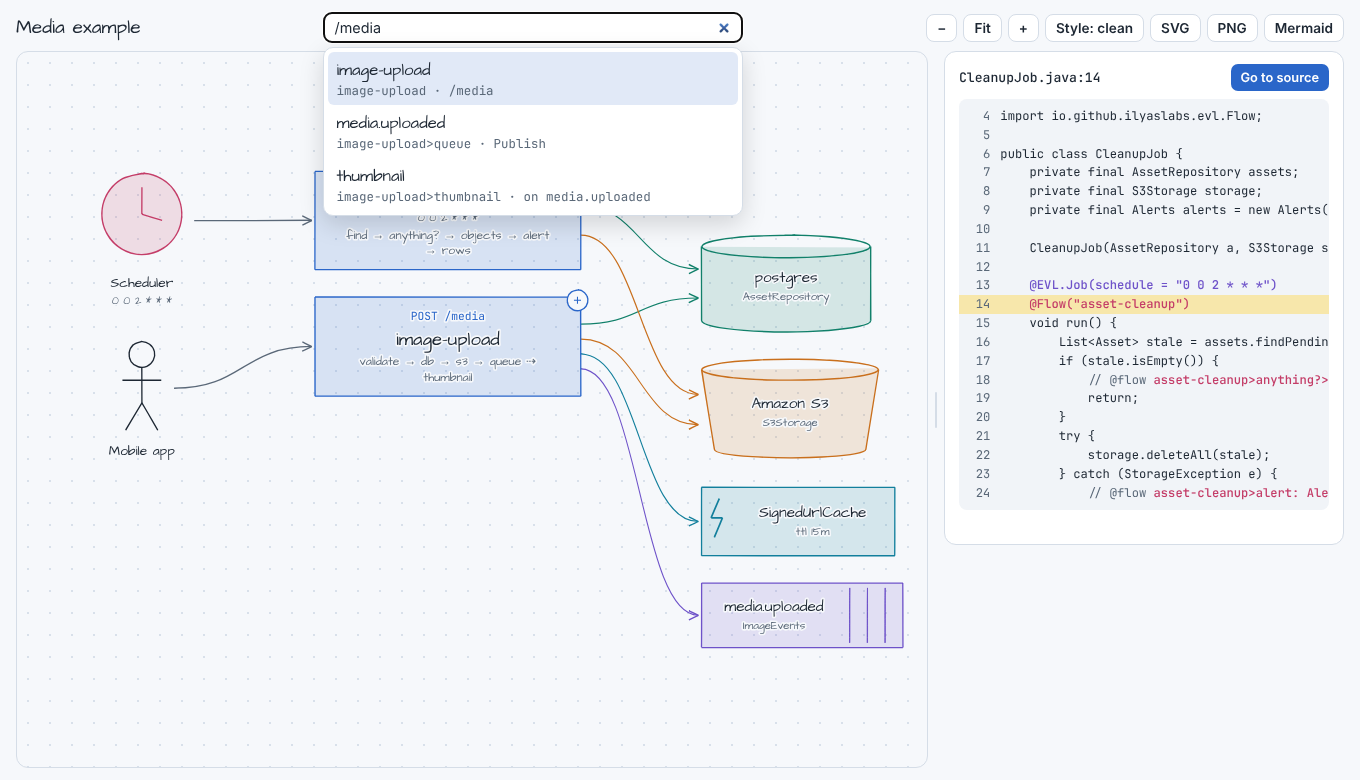 Media example
/media
−
Fit
+
Style: clean
SVG
PNG
Mermaid
image-upload
image-upload · /media
media.uploaded
image-upload>queue · Publish
thumbnail
image-upload>thumbnail · on media.uploaded
0 0 2 * * *
find → anything? → objects → alert
→ rows
Scheduler
0 0 2 * * *
+
POST /media
image-upload
validate → db → s3 → queue ⇢
thumbnail
Mobile app
postgres
AssetRepository
Amazon S3
S3Storage
SignedUrlCache
ttl 15m
media.uploaded
ImageEvents
CleanupJob.java:14
Go to source
4 import io.github.ilyaslabs.evl.Flow;
5
6 public class CleanupJob {
7     private final AssetRepository assets;
8     private final S3Storage storage;
9     private final Alerts alerts = new Alerts(
10
11     CleanupJob(AssetRepository a, S3Storage s
12
13     @EVL.Job(schedule = "0 0 2 * * *")
14     @Flow("asset-cleanup")
15     void run() {
16         List<Asset> stale = assets.findPendin
17         if (stale.isEmpty()) {
18             // @flow asset-cleanup>anything?>
19             return;
20         }
21         try {
22             storage.deleteAll(stale);
23         } catch (StorageException e) {
24             // @flow asset-cleanup>alert: Ale